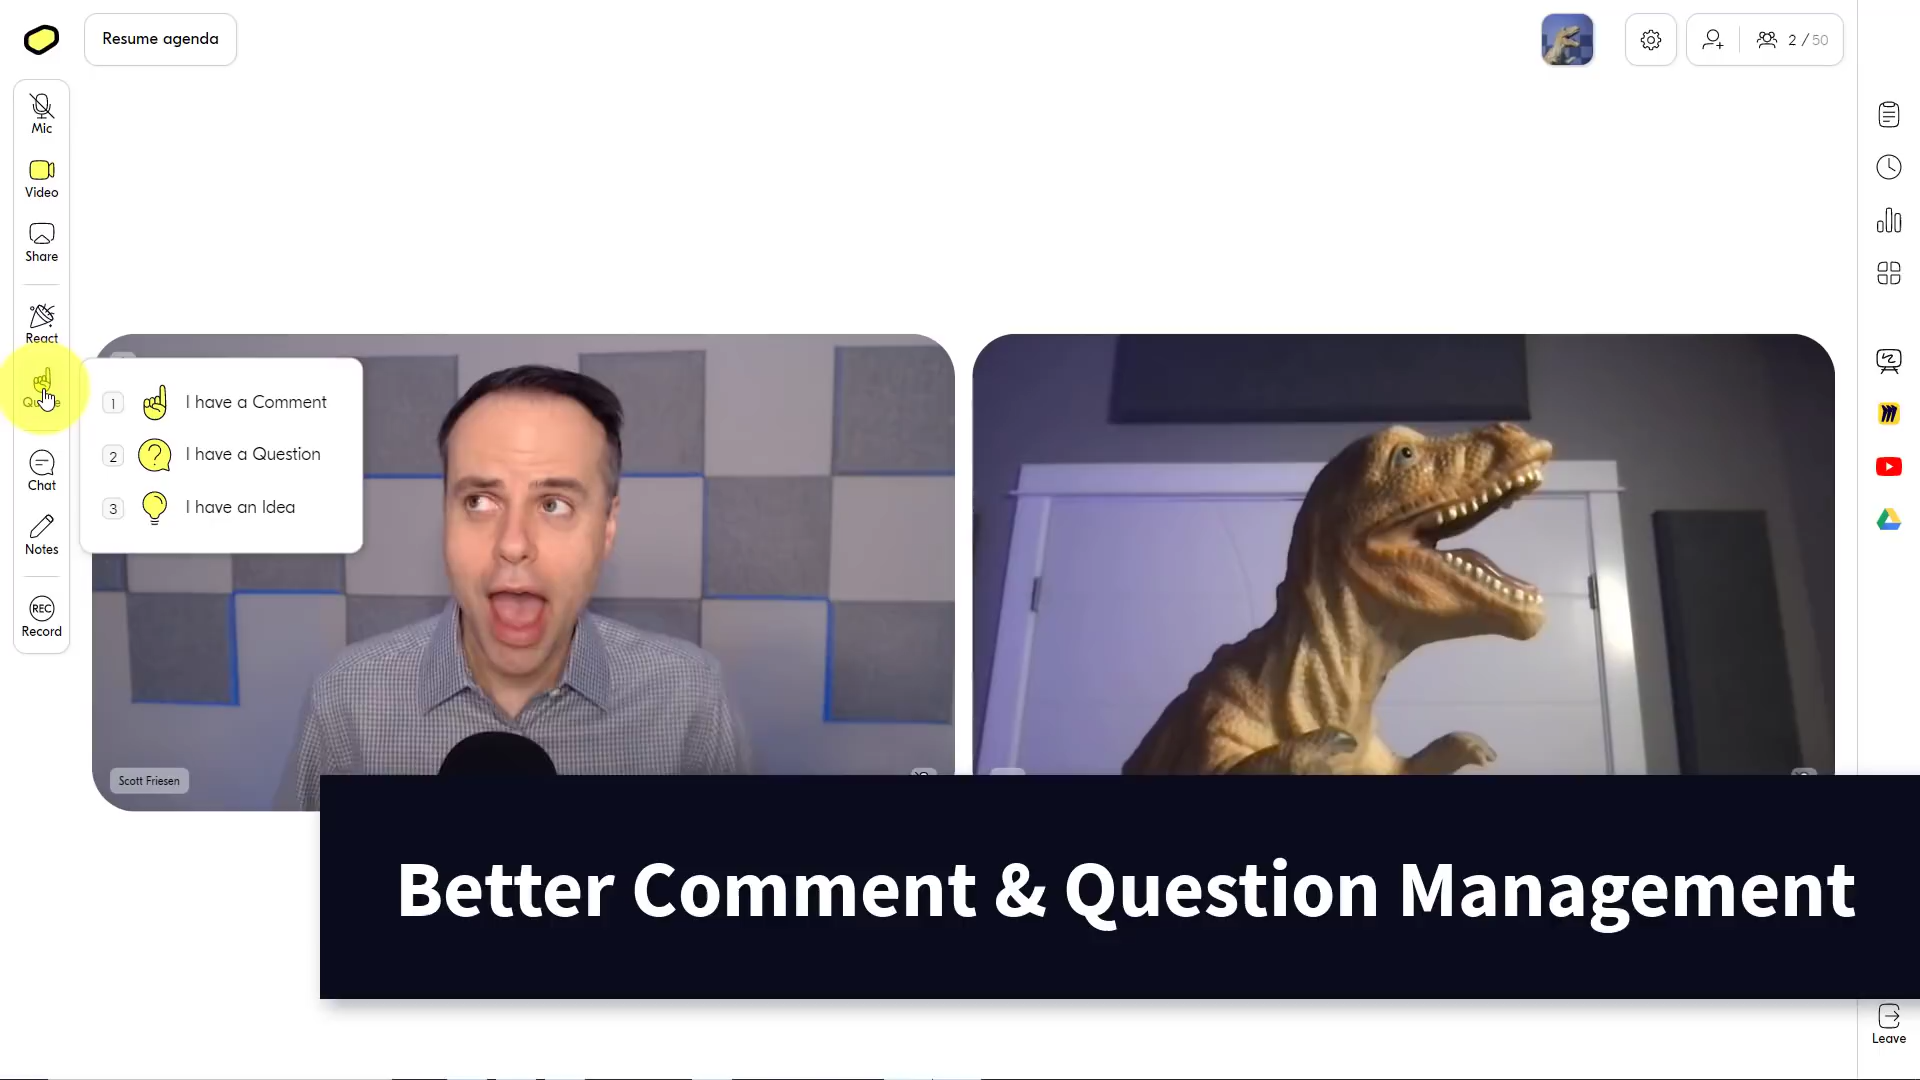 Resume agenda
2 / 50
Mic
Video
Share
React
1 I have a Comment
2 I have a Question
3 I have an Idea
Chat
Notes
REC
Record
Scott Friesen
Better Comment & Question Management
Leave